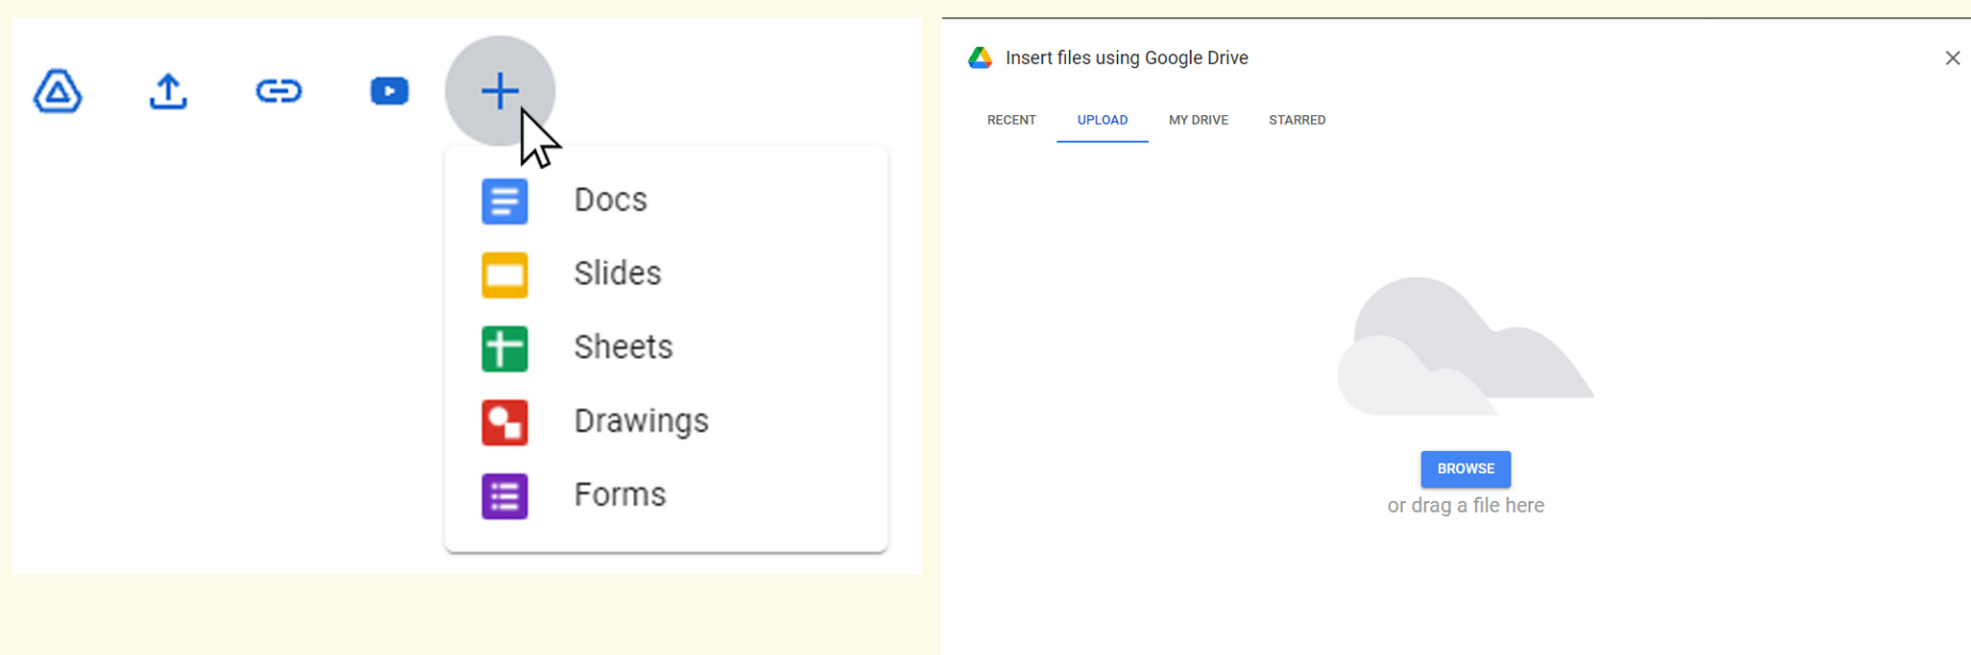 Docs
Slides
Sheets
Drawings
Forms
Insert files using Google Drive
RECENT UPLOAD MY DRIVE STARRED
BROWSE
or drag a file here